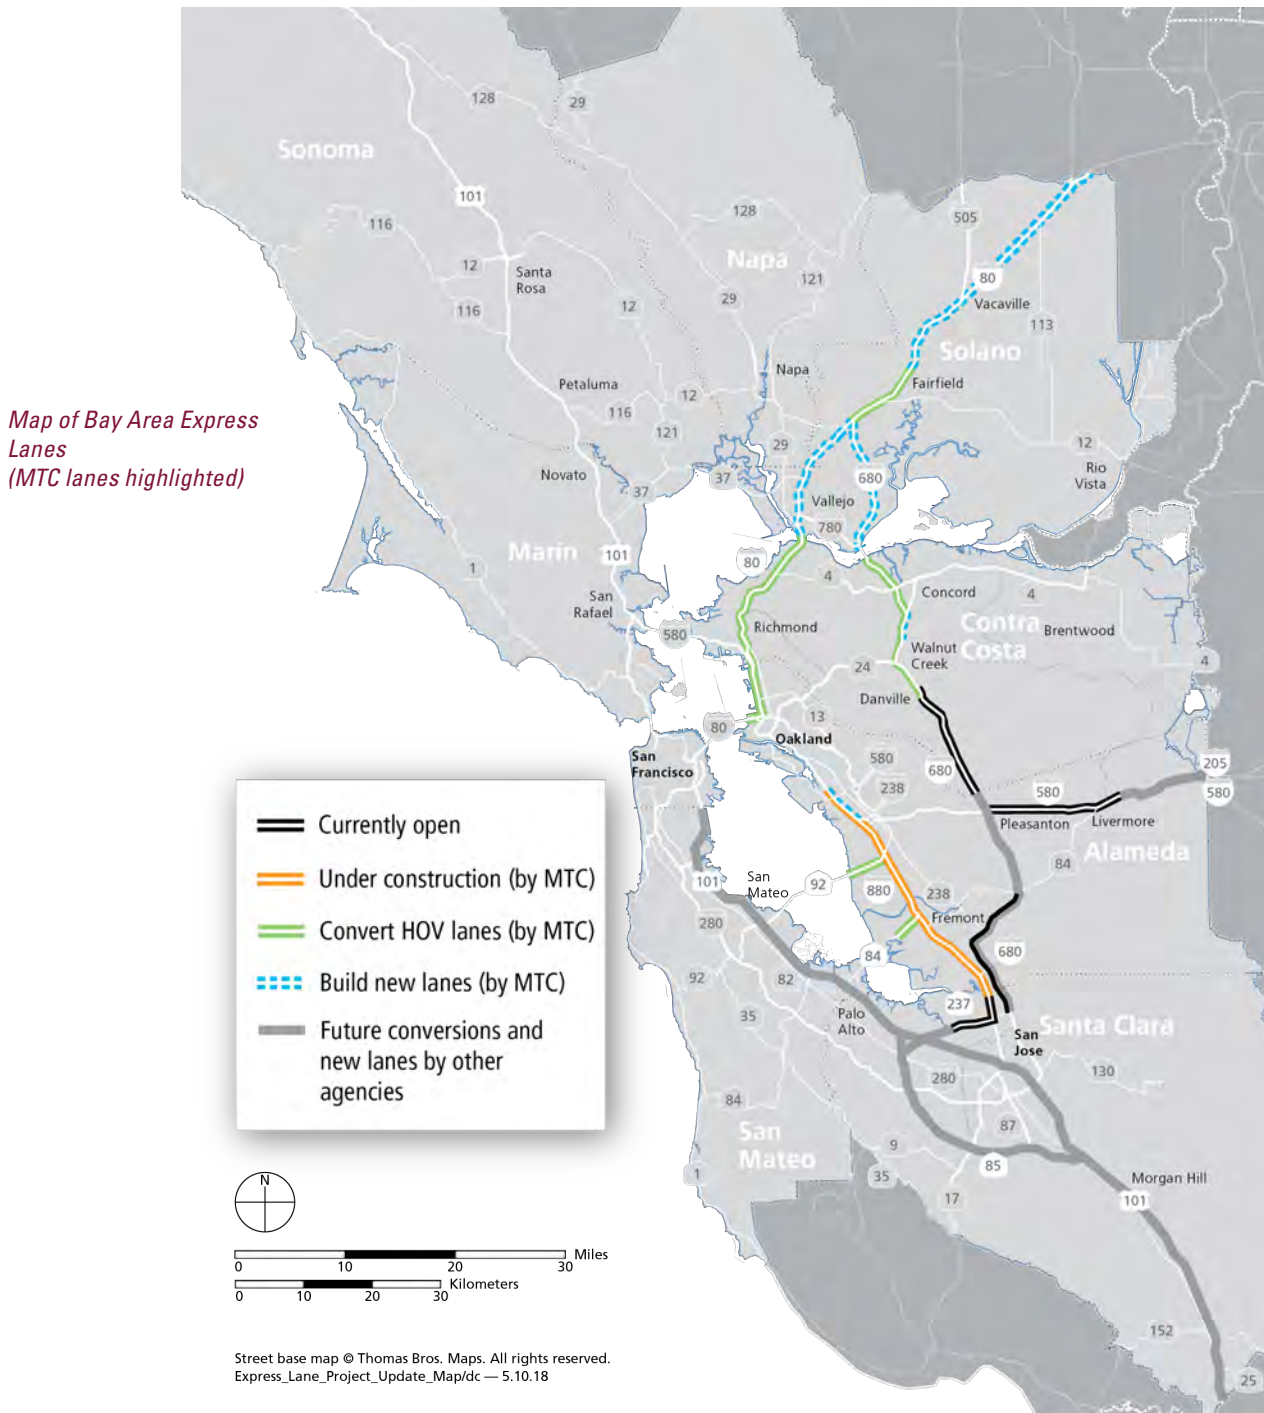 Map of Bay Area Express
Lanes
(MTC lanes highlighted)
128
29
Sonoma
101
128
505
116
Napa
12
Santa
Rosa
121
80
29
Vacaville
116
12
113
Solano
Napa
Petaluma
Fairfield
12
116
121
29
12
Novato
37
680
Rio
Vista
37
Vallejo
780
Marin
101
80
1
4
Concord
4
San
Rafael
Richmond
Contra
Costa
Brentwood
580
Walnut
Creek
24
4
Danville
13
80
Oakland
San
Francisco
580
680
205
238
580
580
Pleasanton
Livermore
Alameda
84
San
Mateo
101
92
880
238
Fremont
280
84
680
92
82
237
Palo
Alto
35
San
Jose
Santa Clara
280
130
84
87
San
Mateo
9
85
1
35
17
Morgan Hill
101
152
25
Currently open
Under construction (by MTC)
Convert HOV lanes (by MTC)
Build new lanes (by MTC)
Future conversions and
new lanes by other
agencies
N
Miles
0 10 20 30
Kilometers
0 10 20 30
Street base map © Thomas Bros. Maps. All rights reserved.
Express_Lane_Project_Update_Map/dc — 5.10.18